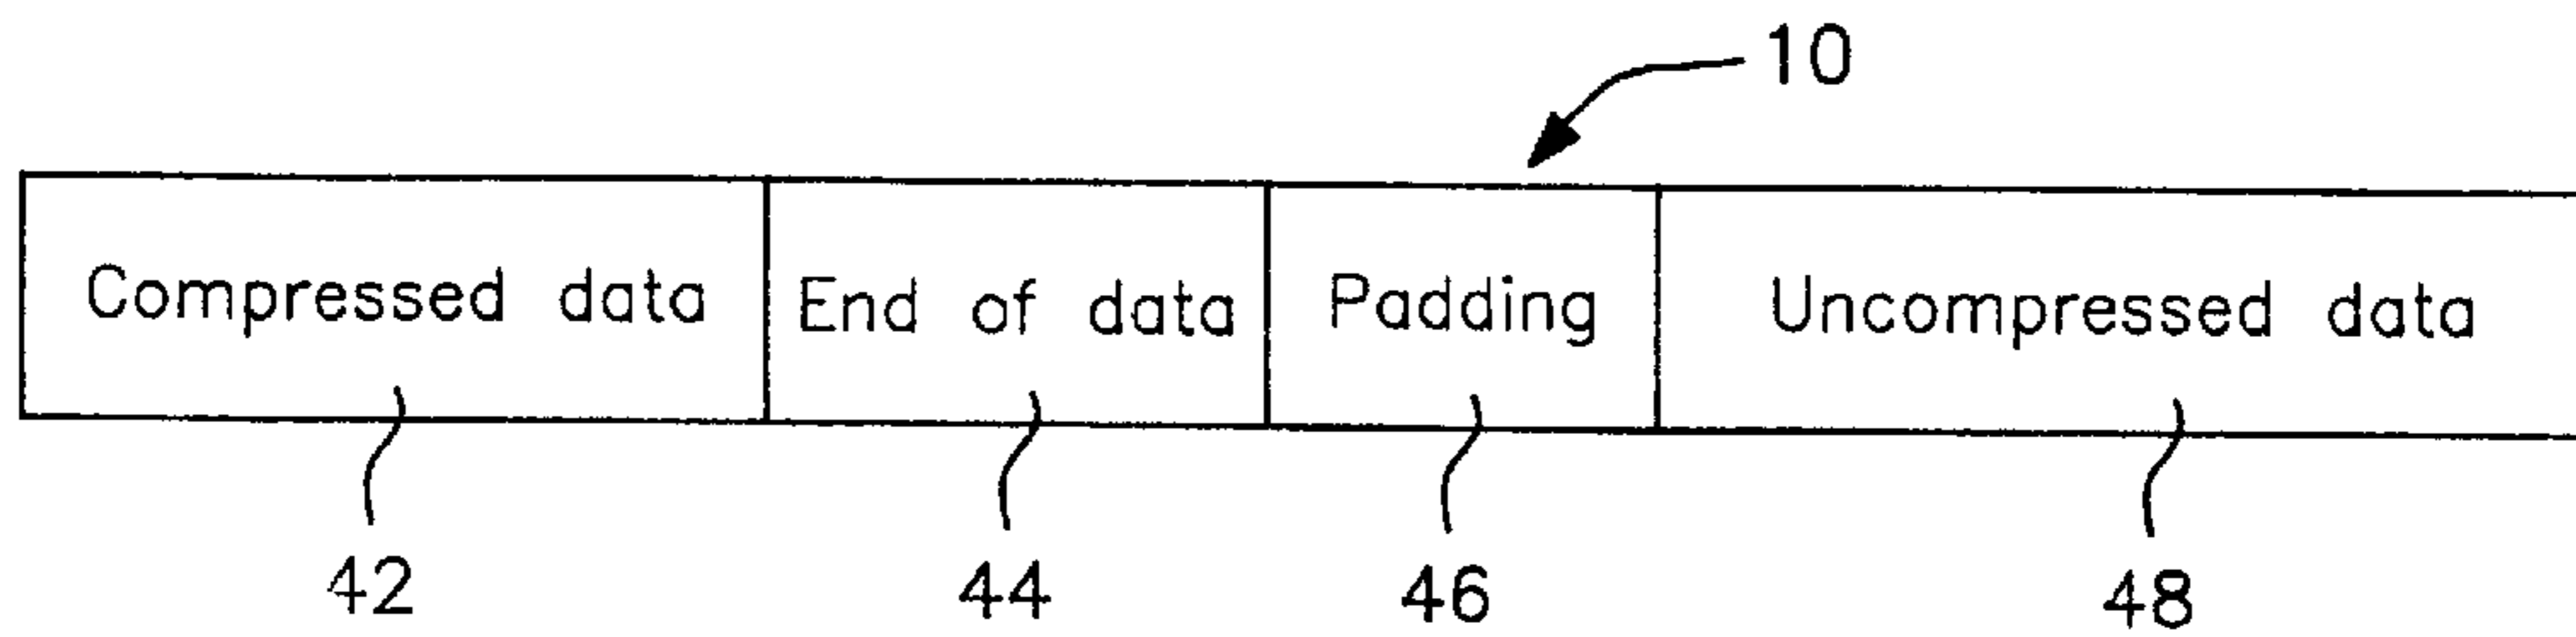 10
Compressed data
End of data
Padding
Uncompressed data
42
44
46
48